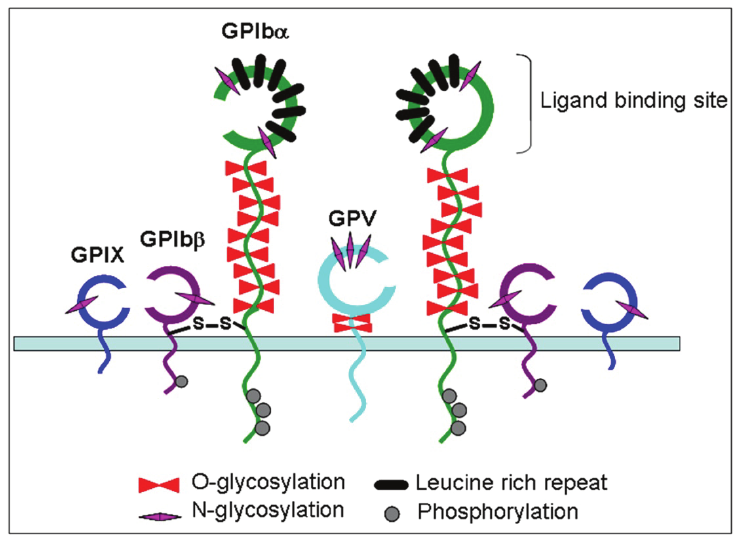 GPIbα
Ligand binding site
GPV
GPIbβ
GPIX
S–S
S–S
O-glycosylation
Leucine rich repeat
N-glycosylation
Phosphorylation